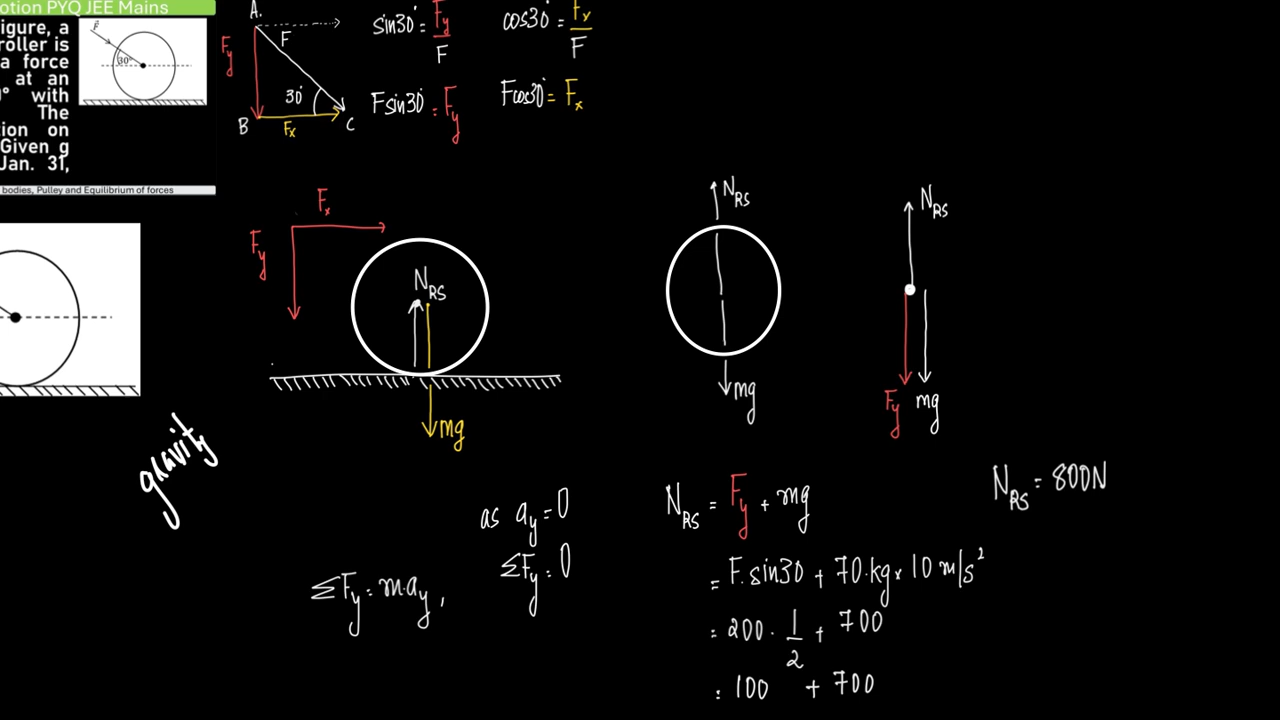 otion PYQ JEE Mains
igure, a
roller is
a force
at an
° with
The
ion on
Given g
Jan. 31,
bodies, Pulley and Equilibrium of forces
F
30°
A.
F
Fy
30°
B
Fx
C
sin30° = Fy/F
cos30° = Fx/F
Fsin30° = Fy
Fcos30° = Fx
Fx
Fy
NRS
mg
NRS
mg
NRS
Fy mg
gravity
as ay = 0
ΣFy = m.ay,
ΣFy = 0
NRS = Fy + mg
= F.sin30 + 70.kg × 10 m/s²
= 200 . 1/2 + 700
= 100 + 700
NRS = 800N